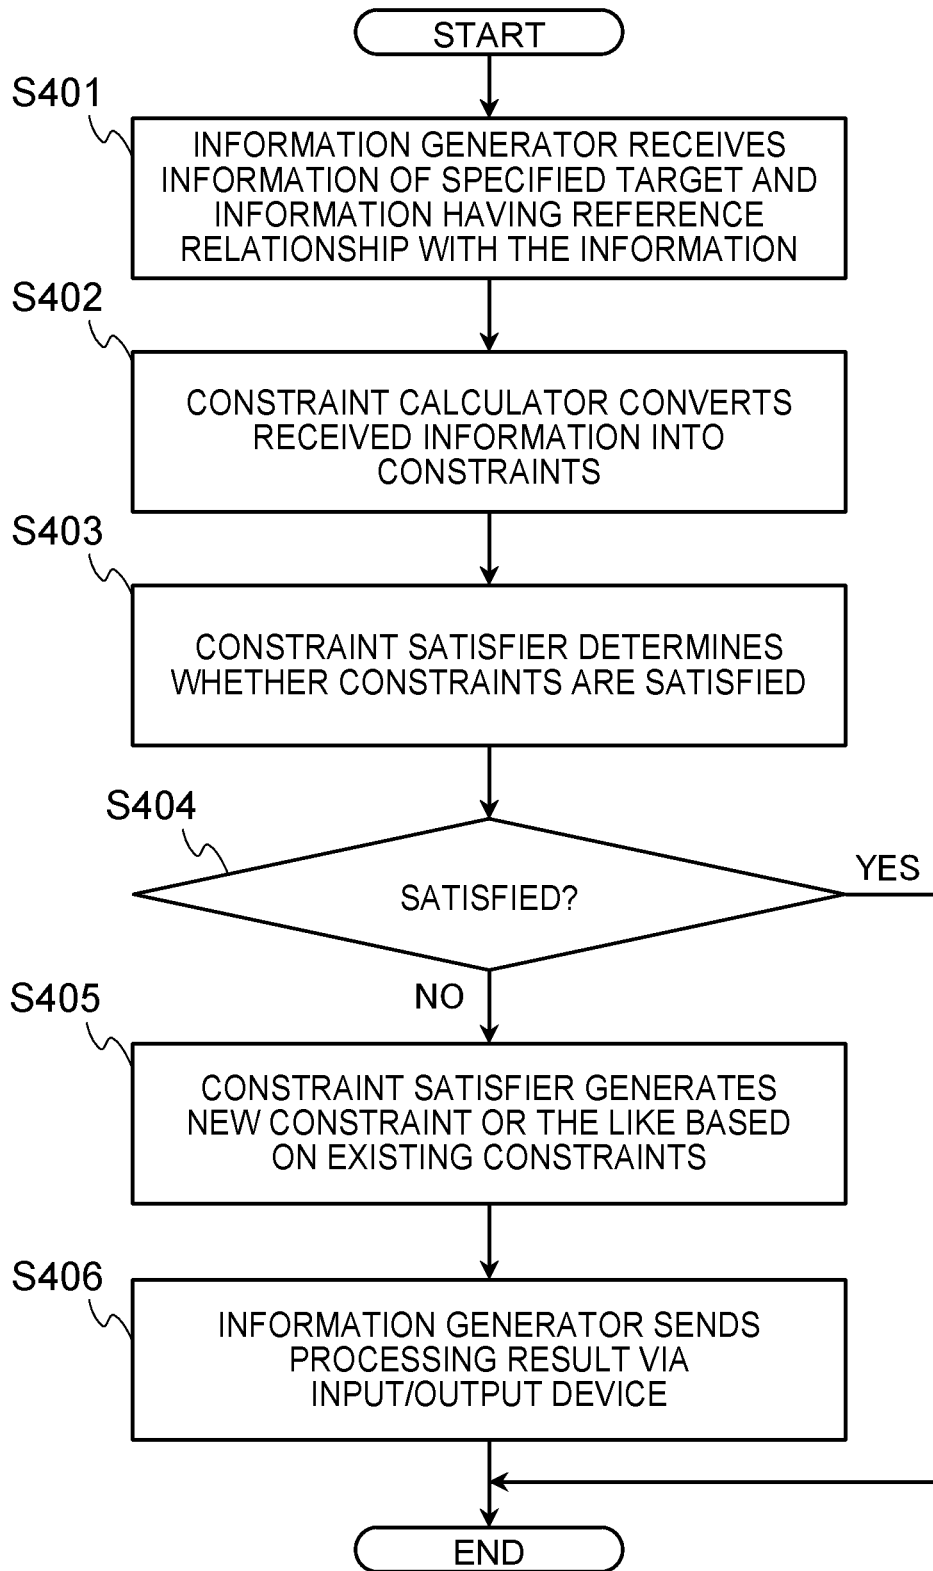 START
S401
INFORMATION GENERATOR RECEIVES
INFORMATION OF SPECIFIED TARGET AND
INFORMATION HAVING REFERENCE
RELATIONSHIP WITH THE INFORMATION
S402
CONSTRAINT CALCULATOR CONVERTS
RECEIVED INFORMATION INTO
CONSTRAINTS
S403
CONSTRAINT SATISFIER DETERMINES
WHETHER CONSTRAINTS ARE SATISFIED
S404
SATISFIED?
YES
NO
S405
CONSTRAINT SATISFIER GENERATES
NEW CONSTRAINT OR THE LIKE BASED
ON EXISTING CONSTRAINTS
S406
INFORMATION GENERATOR SENDS
PROCESSING RESULT VIA
INPUT/OUTPUT DEVICE
END